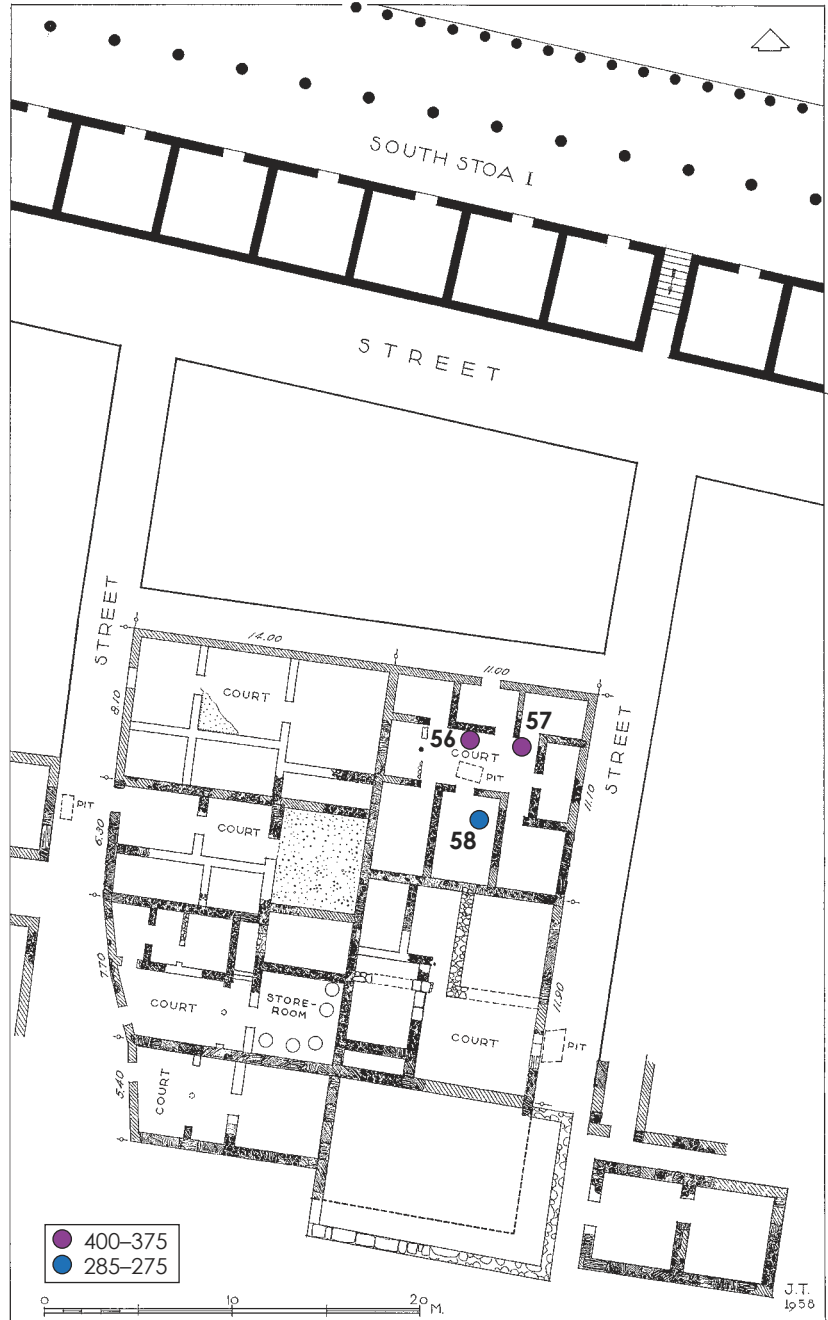 SOUTH STOA I
STREET
STREET
14.00
11.00
8.10
COURT
56
57
COURT
PIT
STREET
11.70
58
PIT
6.30
COURT
7.70
COURT
STORE-
ROOM
11.90
COURT
PIT
5.40
COURT
400–375
285–275
0 10 20 M.
J.T.
1958